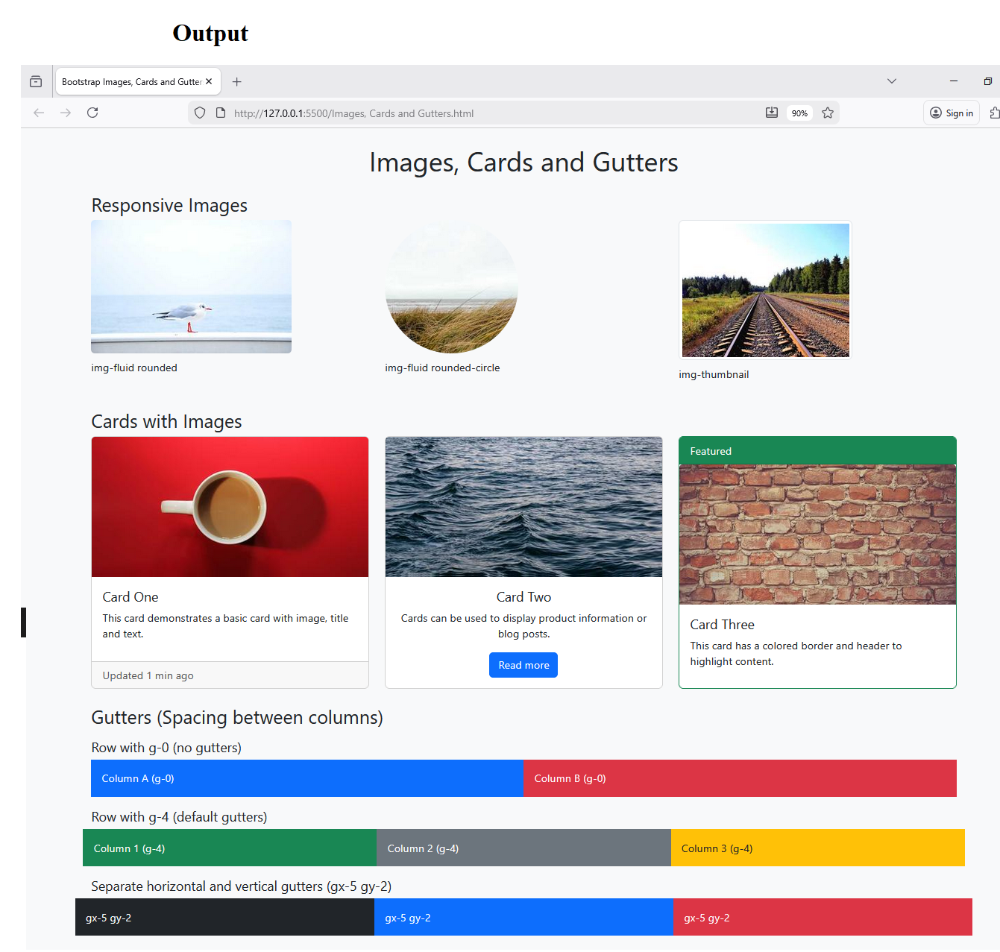 Output
Bootstrap Images, Cards and Gutter
http://127.0.0.1:5500/Images, Cards and Gutters.html
90%
Sign in
Images, Cards and Gutters
Responsive Images
img-fluid rounded
img-fluid rounded-circle
img-thumbnail
Cards with Images
Card One
This card demonstrates a basic card with image, title
and text.
Updated 1 min ago
Card Two
Cards can be used to display product information or
blog posts.
Read more
Featured
Card Three
This card has a colored border and header to
highlight content.
Gutters (Spacing between columns)
Row with g-0 (no gutters)
Column A (g-0)
Column B (g-0)
Row with g-4 (default gutters)
Column 1 (g-4)
Column 2 (g-4)
Column 3 (g-4)
Separate horizontal and vertical gutters (gx-5 gy-2)
gx-5 gy-2
gx-5 gy-2
gx-5 gy-2